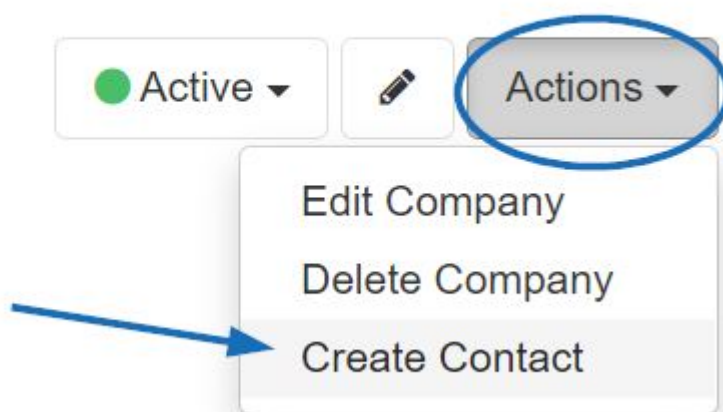 Active Actions
Edit Company
Delete Company
Create Contact